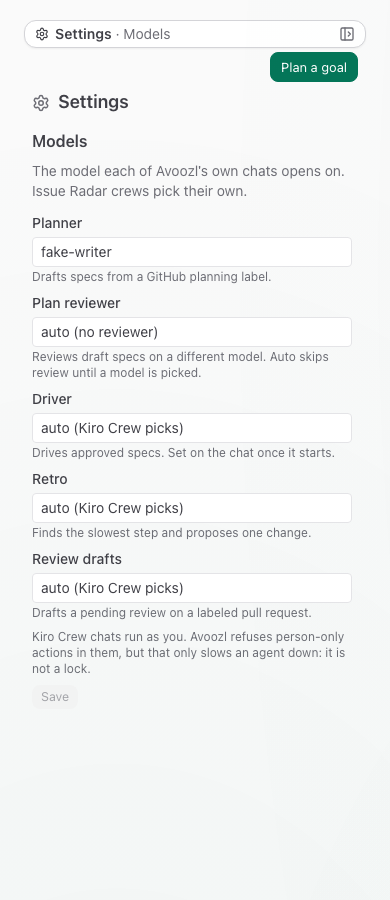 Settings · Models
Plan a goal
Settings
Models
The model each of Avoozl's own chats opens on.
Issue Radar crews pick their own.
Planner
fake-writer
Drafts specs from a GitHub planning label.
Plan reviewer
auto (no reviewer)
Reviews draft specs on a different model. Auto skips
review until a model is picked.
Driver
auto (Kiro Crew picks)
Drives approved specs. Set on the chat once it starts.
Retro
auto (Kiro Crew picks)
Finds the slowest step and proposes one change.
Review drafts
auto (Kiro Crew picks)
Drafts a pending review on a labeled pull request.
Kiro Crew chats run as you. Avoozl refuses person-only
actions in them, but that only slows an agent down: it is
not a lock.
Save